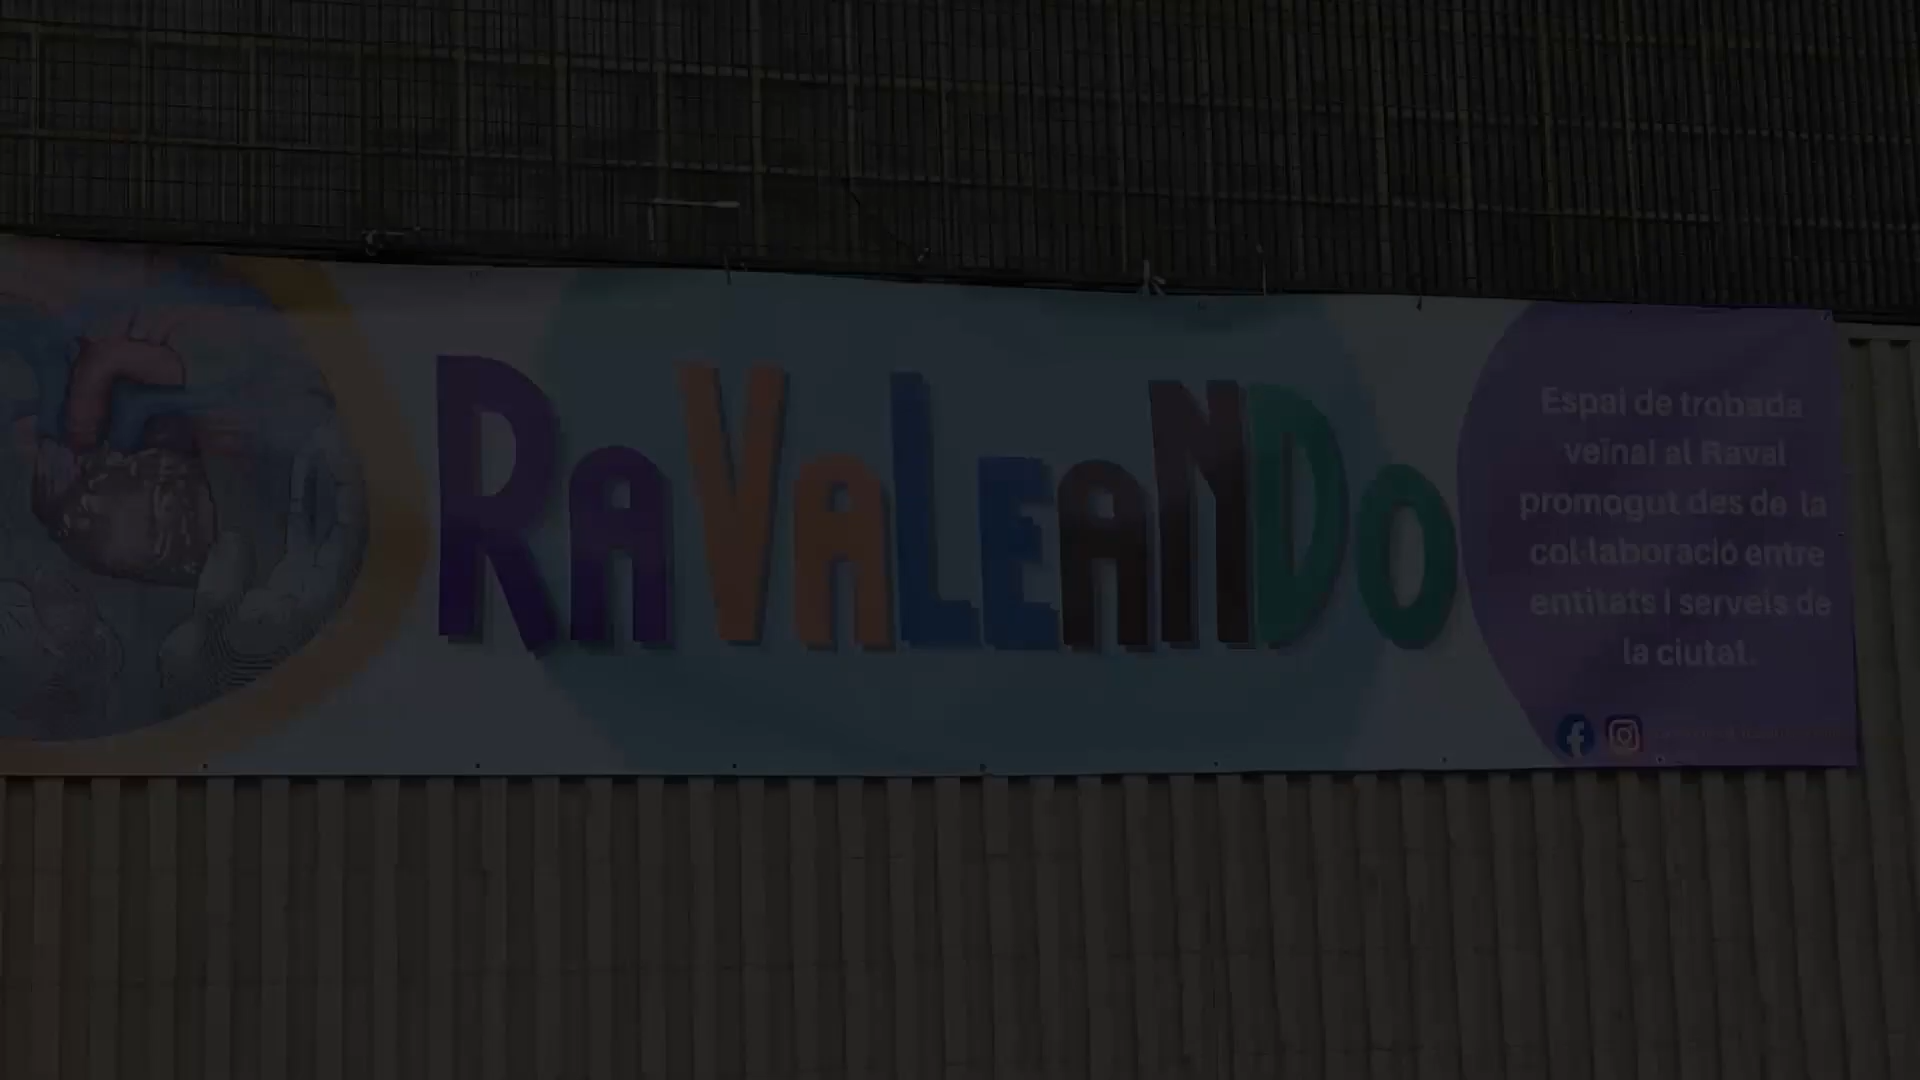 RAVALEANDO
Espai de trobada
veïnal al Raval
promogut des de la
col·laboració entre
entitats i serveis de
la ciutat.